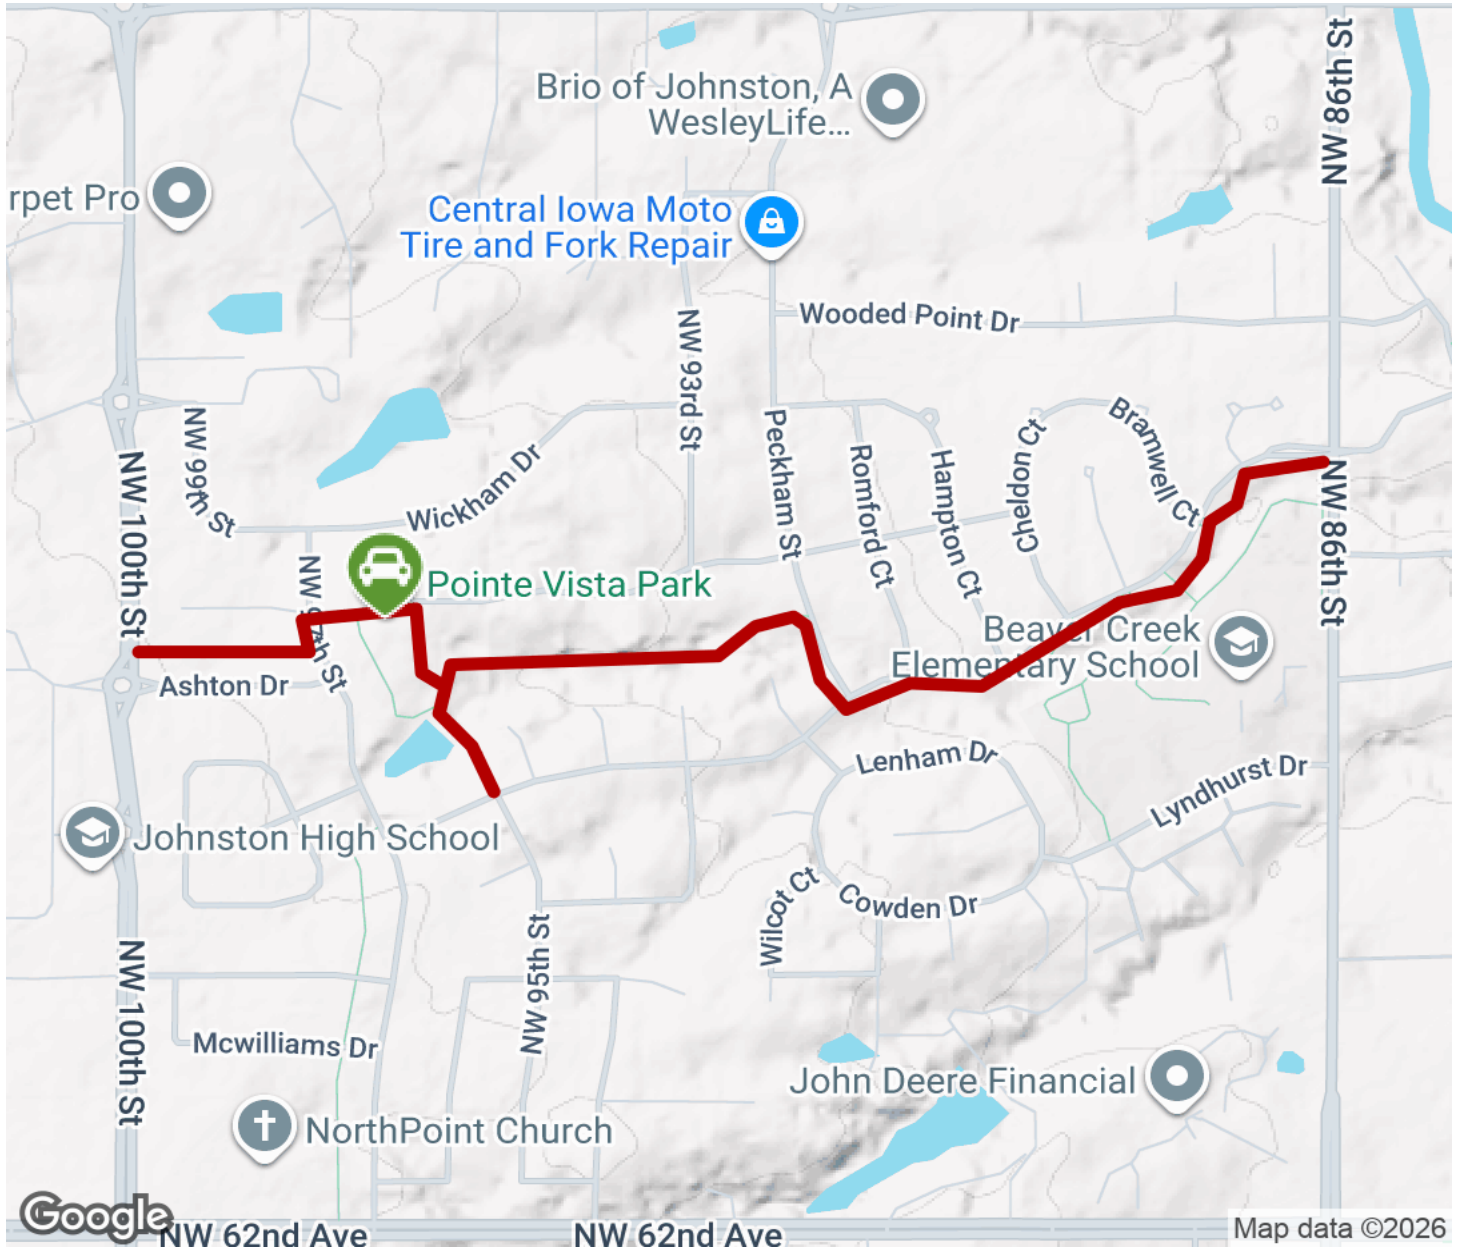 NW 86th St
Brio of Johnston, A
WesleyLife...
rpet Pro
Central Iowa Moto
Tire and Fork Repair
Wooded Point Dr
NW 93rd St
NW 99th St
Peckham St
Cheldon Ct
Bramwell Ct
Wickham Dr
Romford Ct
Hampton Ct
NW 100th St
NW 86th St
NW 97th St
Pointe Vista Park
Beaver Creek
Elementary School
Ashton Dr
Lenham Dr
Lyndhurst Dr
Johnston High School
Wilcot Ct
Cowden Dr
NW 95th St
NW 100th St
Mcwilliams Dr
John Deere Financial
NorthPoint Church
Google
NW 62nd Ave
NW 62nd Ave
Map data ©2026